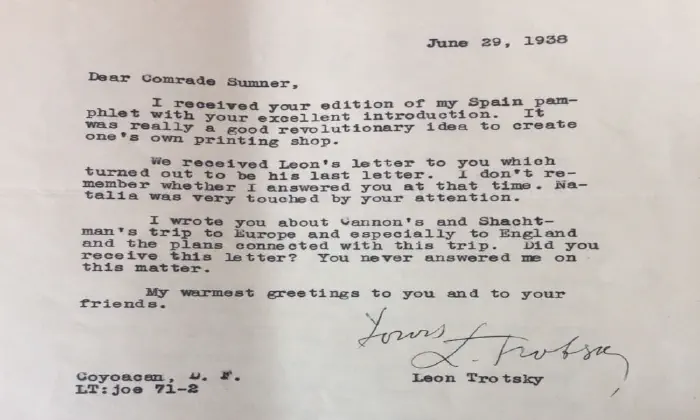 June 29, 1938
Dear Comrade Sumner,
I received your edition of my Spain pam-
phlet with your excellent introduction. It
was really a good revolutionary idea to create
one's own printing shop.
We received Leon's letter to you which
turned out to be his last letter. I don't re-
member whether I answered you at that time. Na-
talia was very touched by your attention.
I wrote you about Cannon's and Shacht-
man's trip to Europe and especially to England
and the plans connected with this trip. Did you
receive this letter? You never answered me on
this matter.
My warmest greetings to you and to your
friends.
Yours
L. Trotsky
Leon Trotsky
Coyoacan, D. F.
LT:joe 71-2